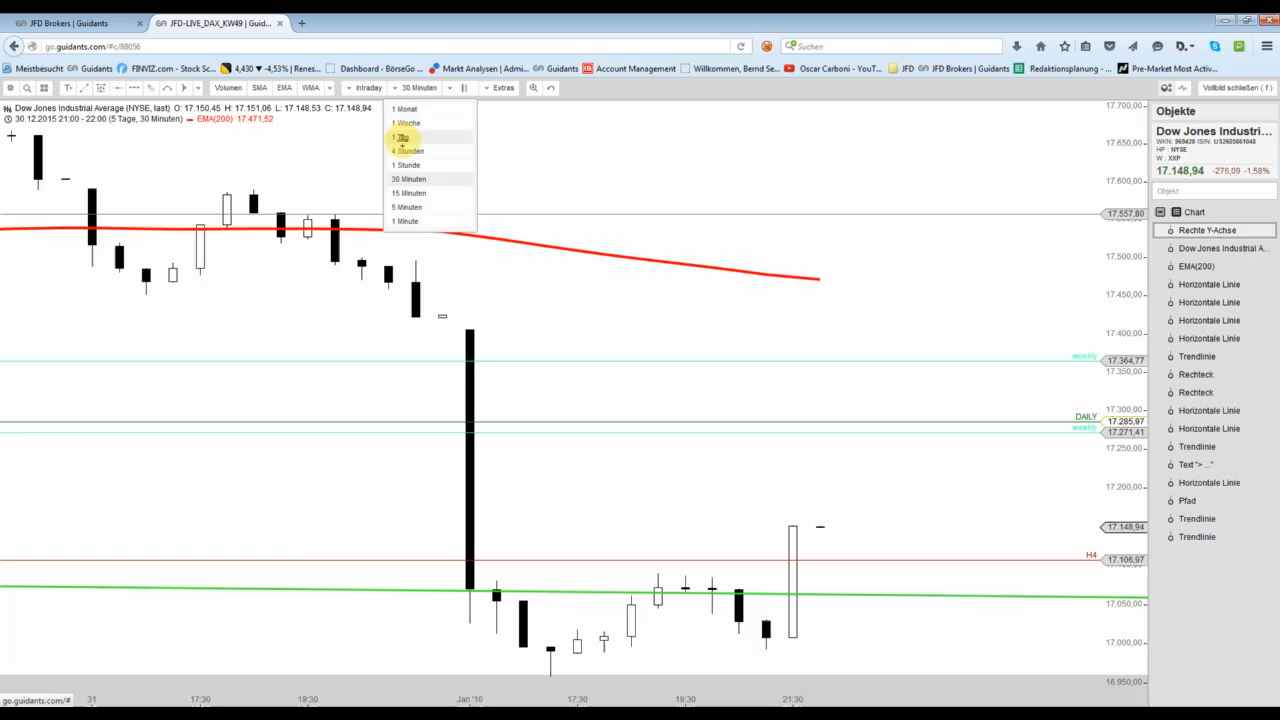 JFD Brokers | Guidants
JFD-LIVE_DAX_KW49 | Guid...
go.guidants.com/#c/88056
Suchen
Meistbesucht
Guidants
FINVIZ.com - Stock Sc...
4,430 ▼ -4,53% | Renes...
Dashboard - BörseGo ...
Markt Analysen | Admi...
Guidants
Account Management
Willkommen, Bernd Se...
Oscar Carboni - YouT...
JFD
JFD Brokers | Guidants
Redaktionsplanung - ...
Pre-Market Most Activ...
Volumen
SMA
EMA
WMA
Intraday
30 Minuten
Extras
Vollbild schließen ( f )
Dow Jones Industrial Average (NYSE, last) O: 17.150,45 H: 17.151,06 L: 17.148,53 C: 17.148,94
30.12.2015 21:00 - 22:00 (5 Tage, 30 Minuten) EMA(200) 17.471,52
1 Monat
1 Woche
4 Stunden
1 Stunde
30 Minuten
15 Minuten
5 Minuten
1 Minute
17.700,00
17.650,00
17.600,00
17.557,80
17.500,00
17.450,00
17.400,00
weekly 17.364,77
17.350,00
17.300,00
DAILY 17.285,97
weekly 17.271,41
17.250,00
17.200,00
17.148,94
H4 17.106,97
17.050,00
17.000,00
16.950,00
31
17:30
19:30
Jan '16
17:30
19:30
21:30
go.guidants.com/#
Objekte
Dow Jones Industri...
WKN: 969420 ISIN: US2605661048
HP : NYSE
W : XXP
17.148,94 -276,09 -1,58%
Objekt
Chart
Rechte Y-Achse
Dow Jones Industrial A...
EMA(200)
Horizontale Linie
Horizontale Linie
Horizontale Linie
Horizontale Linie
Trendlinie
Rechteck
Rechteck
Horizontale Linie
Horizontale Linie
Trendlinie
Text "> ..."
Horizontale Linie
Pfad
Trendlinie
Trendlinie